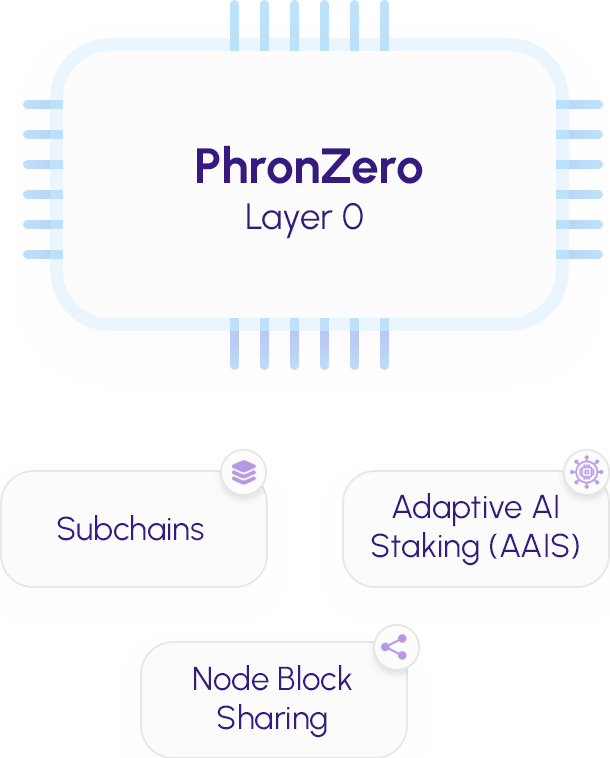 PhronZero
Layer 0
Subchains
Adaptive AI
Staking (AAIS)
Node Block
Sharing